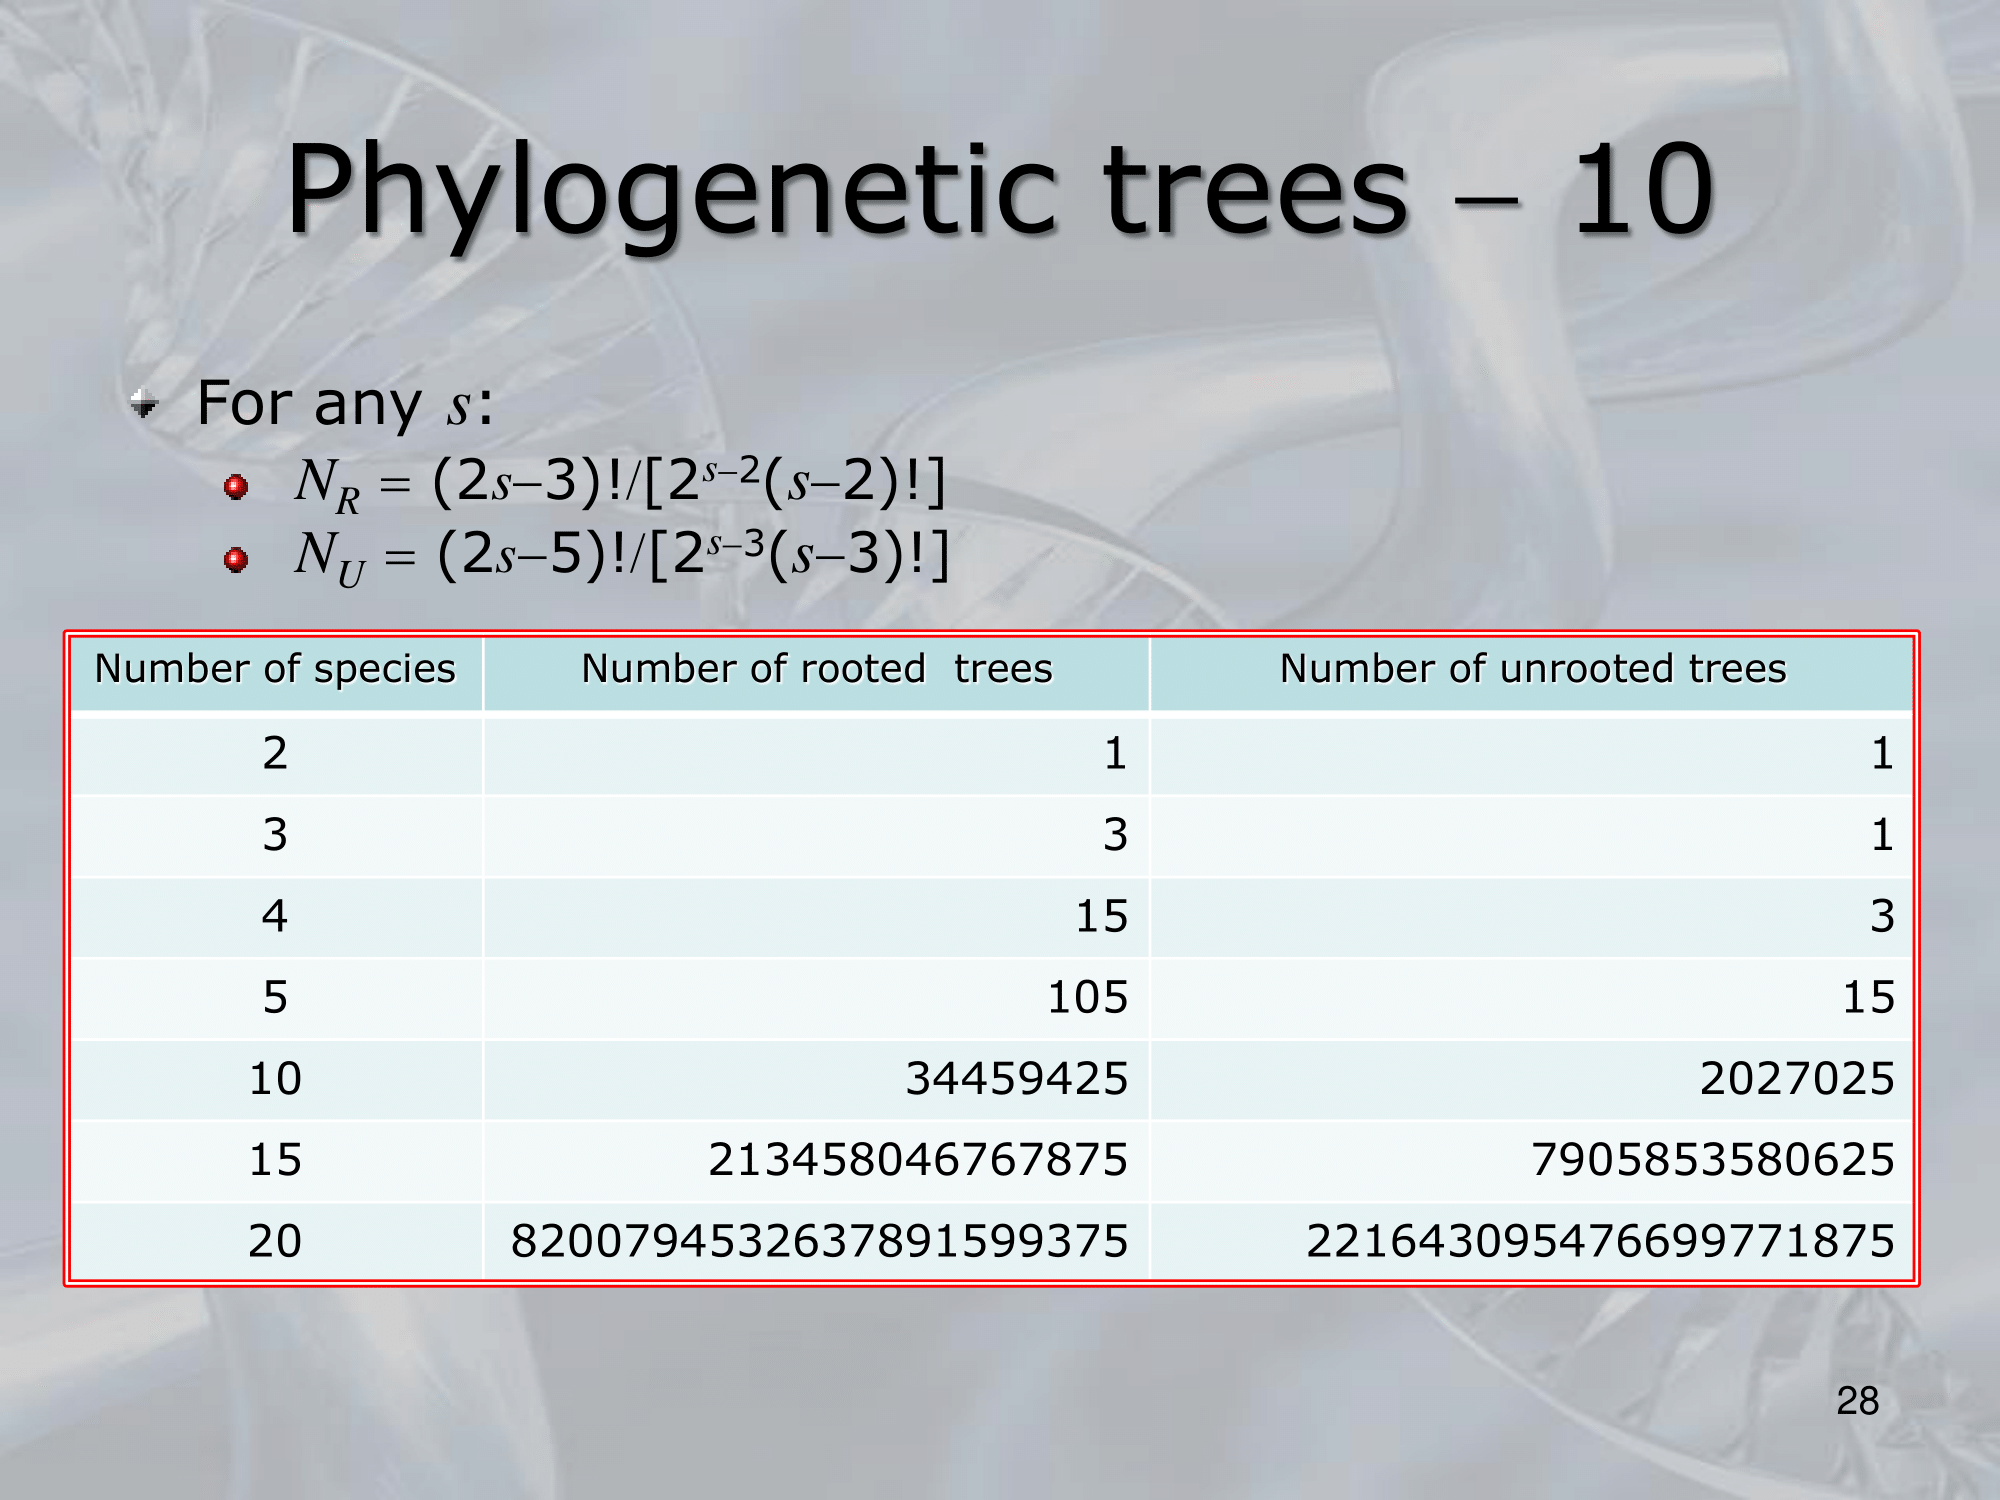 Phylogenetic trees – 10
For any s:
N_R = (2s–3)!/[2^{s–2}(s–2)!]
N_U = (2s–5)!/[2^{s–3}(s–3)!]
Number of species Number of rooted trees Number of unrooted trees
2 1 1
3 3 1
4 15 3
5 105 15
10 34459425 2027025
15 213458046767875 7905853580625
20 8200794532637891599375 221643095476699771875
28